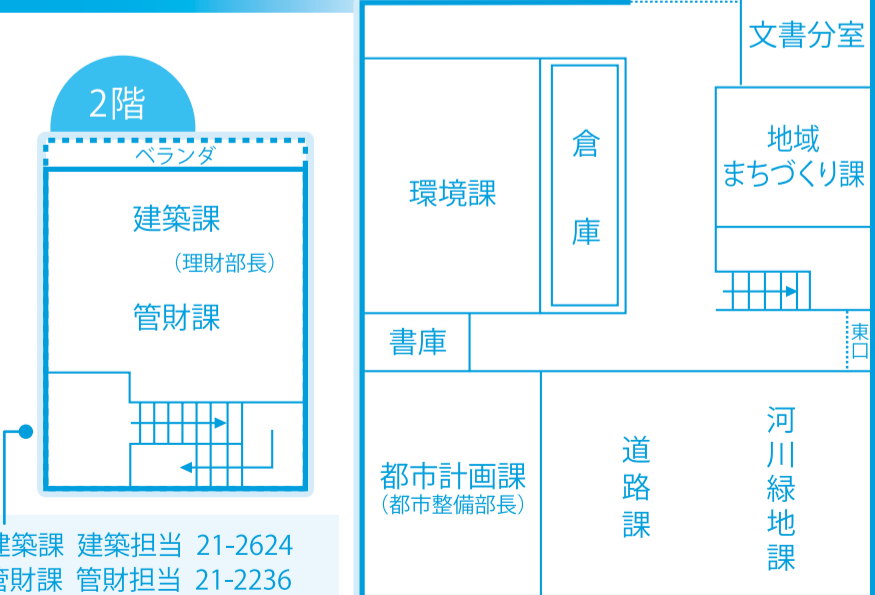 2階
ベランダ
建築課
（理財部長）
管財課
建築課 建築担当 21-2624
管財課 管財担当 21-2236
文書分室
環境課
倉庫
地域
まちづくり課
書庫
東口
都市計画課
（都市整備部長）
道路課
河川緑地課